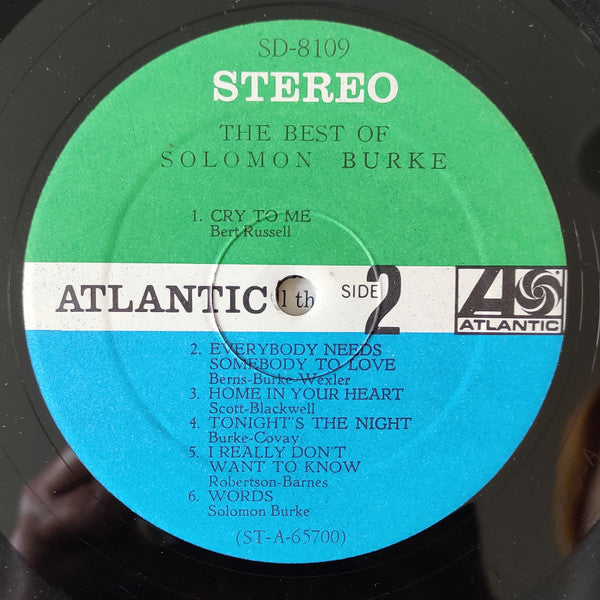 SD-8109
STEREO
THE BEST OF
SOLOMON BURKE
1. CRY TO ME
Bert Russell
ATLANTIC
l th
SIDE 2
ATLANTIC
2. EVERYBODY NEEDS
SOMEBODY TO LOVE
Berns-Burke-Wexler
3. HOME IN YOUR HEART
Scott-Blackwell
4. TONIGHT'S THE NIGHT
Burke-Covay
5. I REALLY DON'T
WANT TO KNOW
Robertson-Barnes
6. WORDS
Solomon Burke
(ST-A-65700)